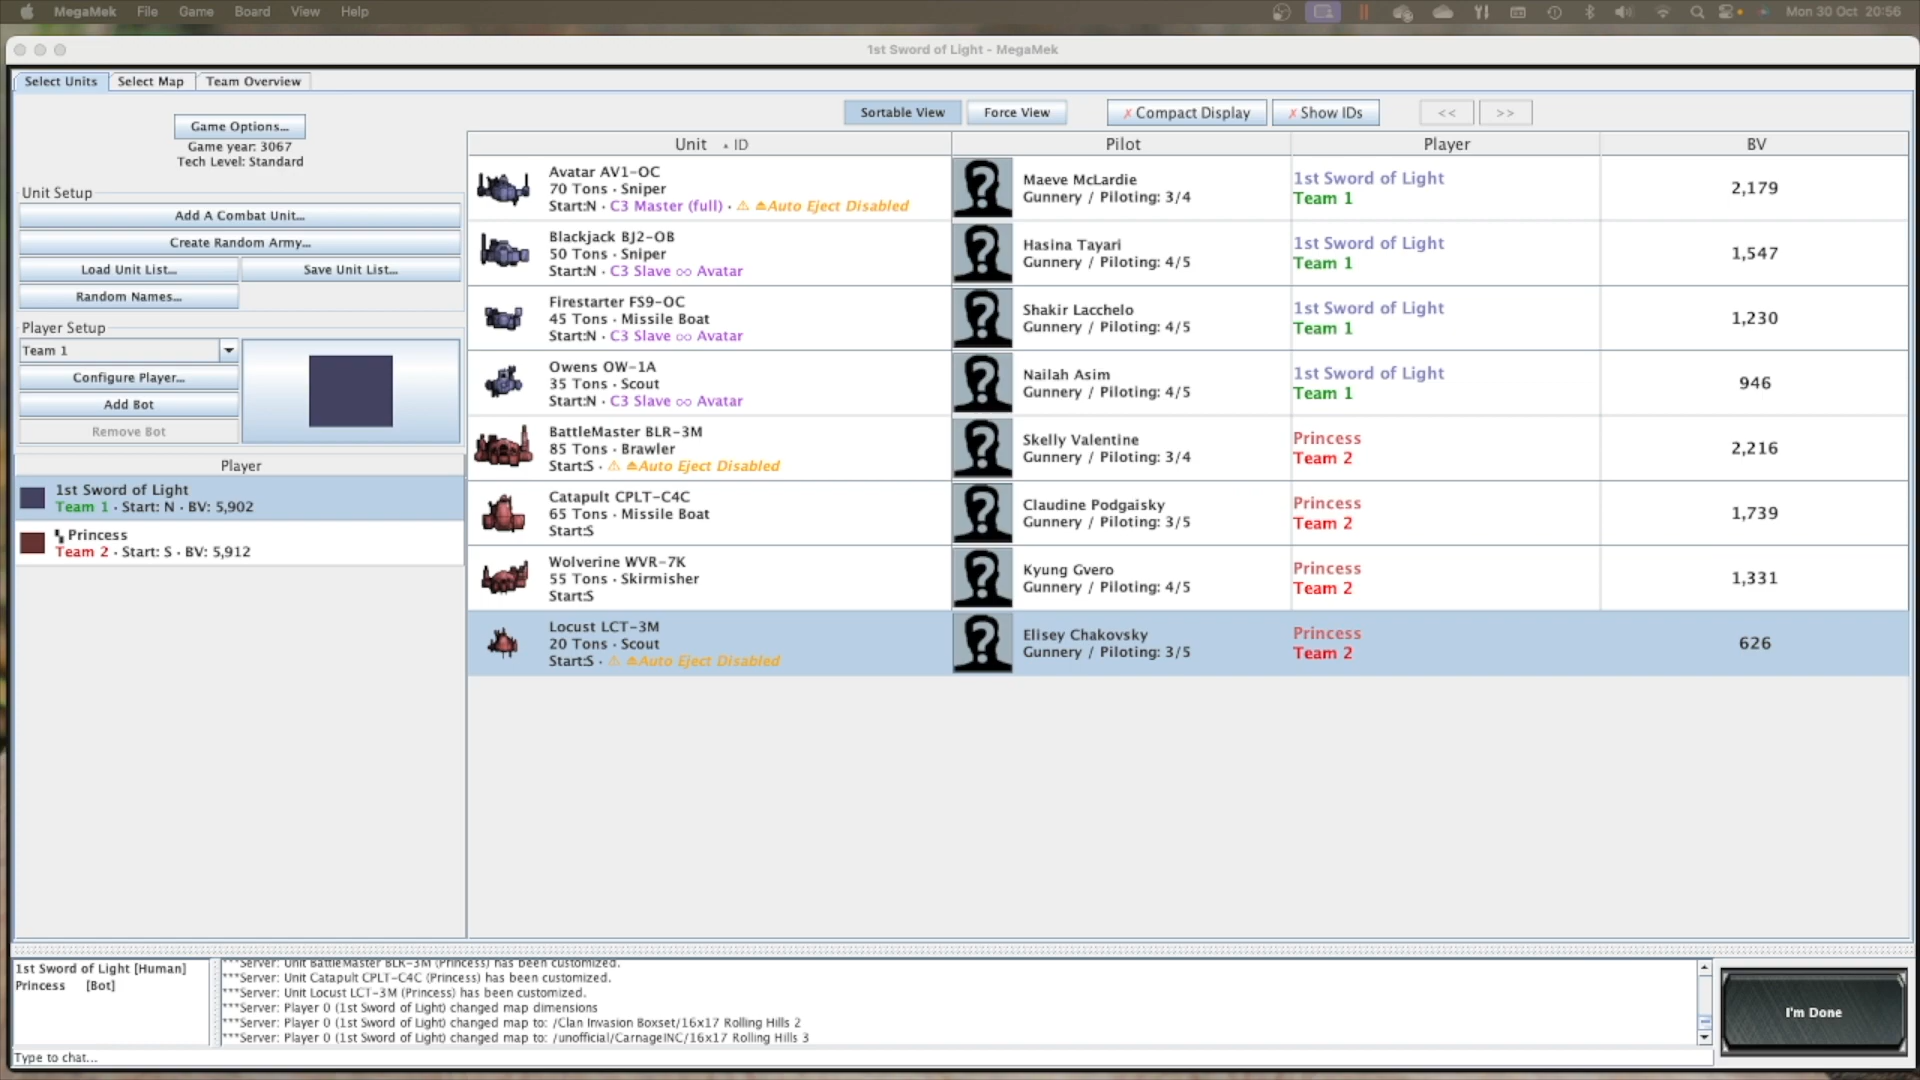 MegaMek File Game Board View Help Mon 30 Oct 20:56
1st Sword of Light - MegaMek
Select Units Select Map Team Overview
Game Options...
Game year: 3067
Tech Level: Standard
Unit Setup
Add A Combat Unit...
Create Random Army...
Load Unit List... Save Unit List...
Random Names...
Player Setup
Team 1
Configure Player...
Add Bot
Remove Bot
Player
1st Sword of Light
Team 1 · Start: N · BV: 5,902
Princess
Team 2 · Start: S · BV: 5,912
Sortable View Force View ✗Compact Display ✗Show IDs << >>
Unit ID Pilot Player BV
Avatar AV1-OC
70 Tons · Sniper
Start:N · C3 Master (full) · ⚠ ⏏Auto Eject Disabled
Maeve McLardie
Gunnery / Piloting: 3/4
1st Sword of Light
Team 1
2,179
Blackjack BJ2-OB
50 Tons · Sniper
Start:N · C3 Slave ∞ Avatar
Hasina Tayari
Gunnery / Piloting: 4/5
1st Sword of Light
Team 1
1,547
Firestarter FS9-OC
45 Tons · Missile Boat
Start:N · C3 Slave ∞ Avatar
Shakir Lacchelo
Gunnery / Piloting: 4/5
1st Sword of Light
Team 1
1,230
Owens OW-1A
35 Tons · Scout
Start:N · C3 Slave ∞ Avatar
Nailah Asim
Gunnery / Piloting: 4/5
1st Sword of Light
Team 1
946
BattleMaster BLR-3M
85 Tons · Brawler
Start:S · ⚠ ⏏Auto Eject Disabled
Skelly Valentine
Gunnery / Piloting: 3/4
Princess
Team 2
2,216
Catapult CPLT-C4C
65 Tons · Missile Boat
Start:S
Claudine Podgaisky
Gunnery / Piloting: 3/5
Princess
Team 2
1,739
Wolverine WVR-7K
55 Tons · Skirmisher
Start:S
Kyung Gvero
Gunnery / Piloting: 4/5
Princess
Team 2
1,331
Locust LCT-3M
20 Tons · Scout
Start:S · ⚠ ⏏Auto Eject Disabled
Elisey Chakovsky
Gunnery / Piloting: 3/5
Princess
Team 2
626
1st Sword of Light [Human]
Princess [Bot]
***Server: Unit BattleMaster BLR-3M (Princess) has been customized.
***Server: Unit Catapult CPLT-C4C (Princess) has been customized.
***Server: Unit Locust LCT-3M (Princess) has been customized.
***Server: Player 0 (1st Sword of Light) changed map dimensions
***Server: Player 0 (1st Sword of Light) changed map to: /Clan Invasion Boxset/16x17 Rolling Hills 2
***Server: Player 0 (1st Sword of Light) changed map to: /unofficial/CarnageINC/16x17 Rolling Hills 3
Type to chat...
I'm Done